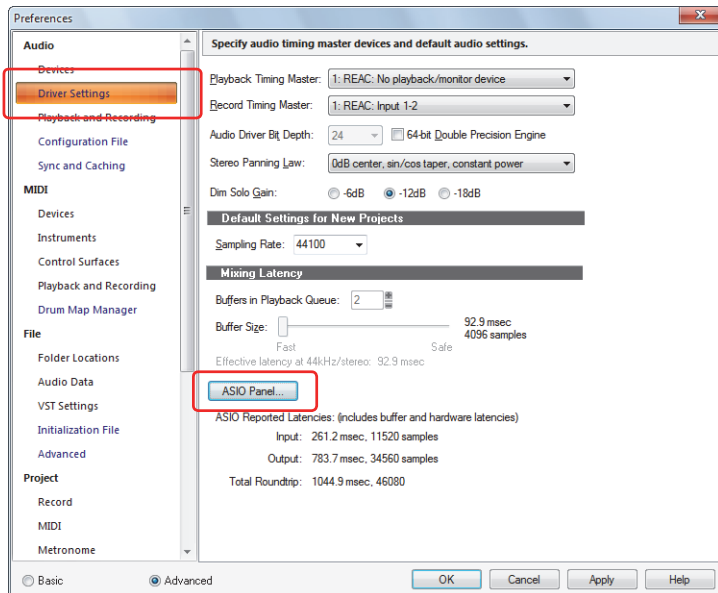 Preferences
Audio
Devices
Driver Settings
Playback and Recording
Configuration File
Sync and Caching
MIDI
Devices
Instruments
Control Surfaces
Playback and Recording
Drum Map Manager
File
Folder Locations
Audio Data
VST Settings
Initialization File
Advanced
Project
Record
MIDI
Metronome
Basic
Advanced
Specify audio timing master devices and default audio settings.
Playback Timing Master: 1: REAC: No playback/monitor device
Record Timing Master: 1: REAC: Input 1-2
Audio Driver Bit Depth: 24 64-bit Double Precision Engine
Stereo Panning Law: 0dB center, sin/cos taper, constant power
Dim Solo Gain: -6dB -12dB -18dB
Default Settings for New Projects
Sampling Rate: 44100
Mixing Latency
Buffers in Playback Queue: 2
Buffer Size: 92.9 msec
4096 samples
Fast Safe
Effective latency at 44kHz/stereo: 92.9 msec
ASIO Panel...
ASIO Reported Latencies: (includes buffer and hardware latencies)
Input: 261.2 msec, 11520 samples
Output: 783.7 msec, 34560 samples
Total Roundtrip: 1044.9 msec, 46080
OK Cancel Apply Help